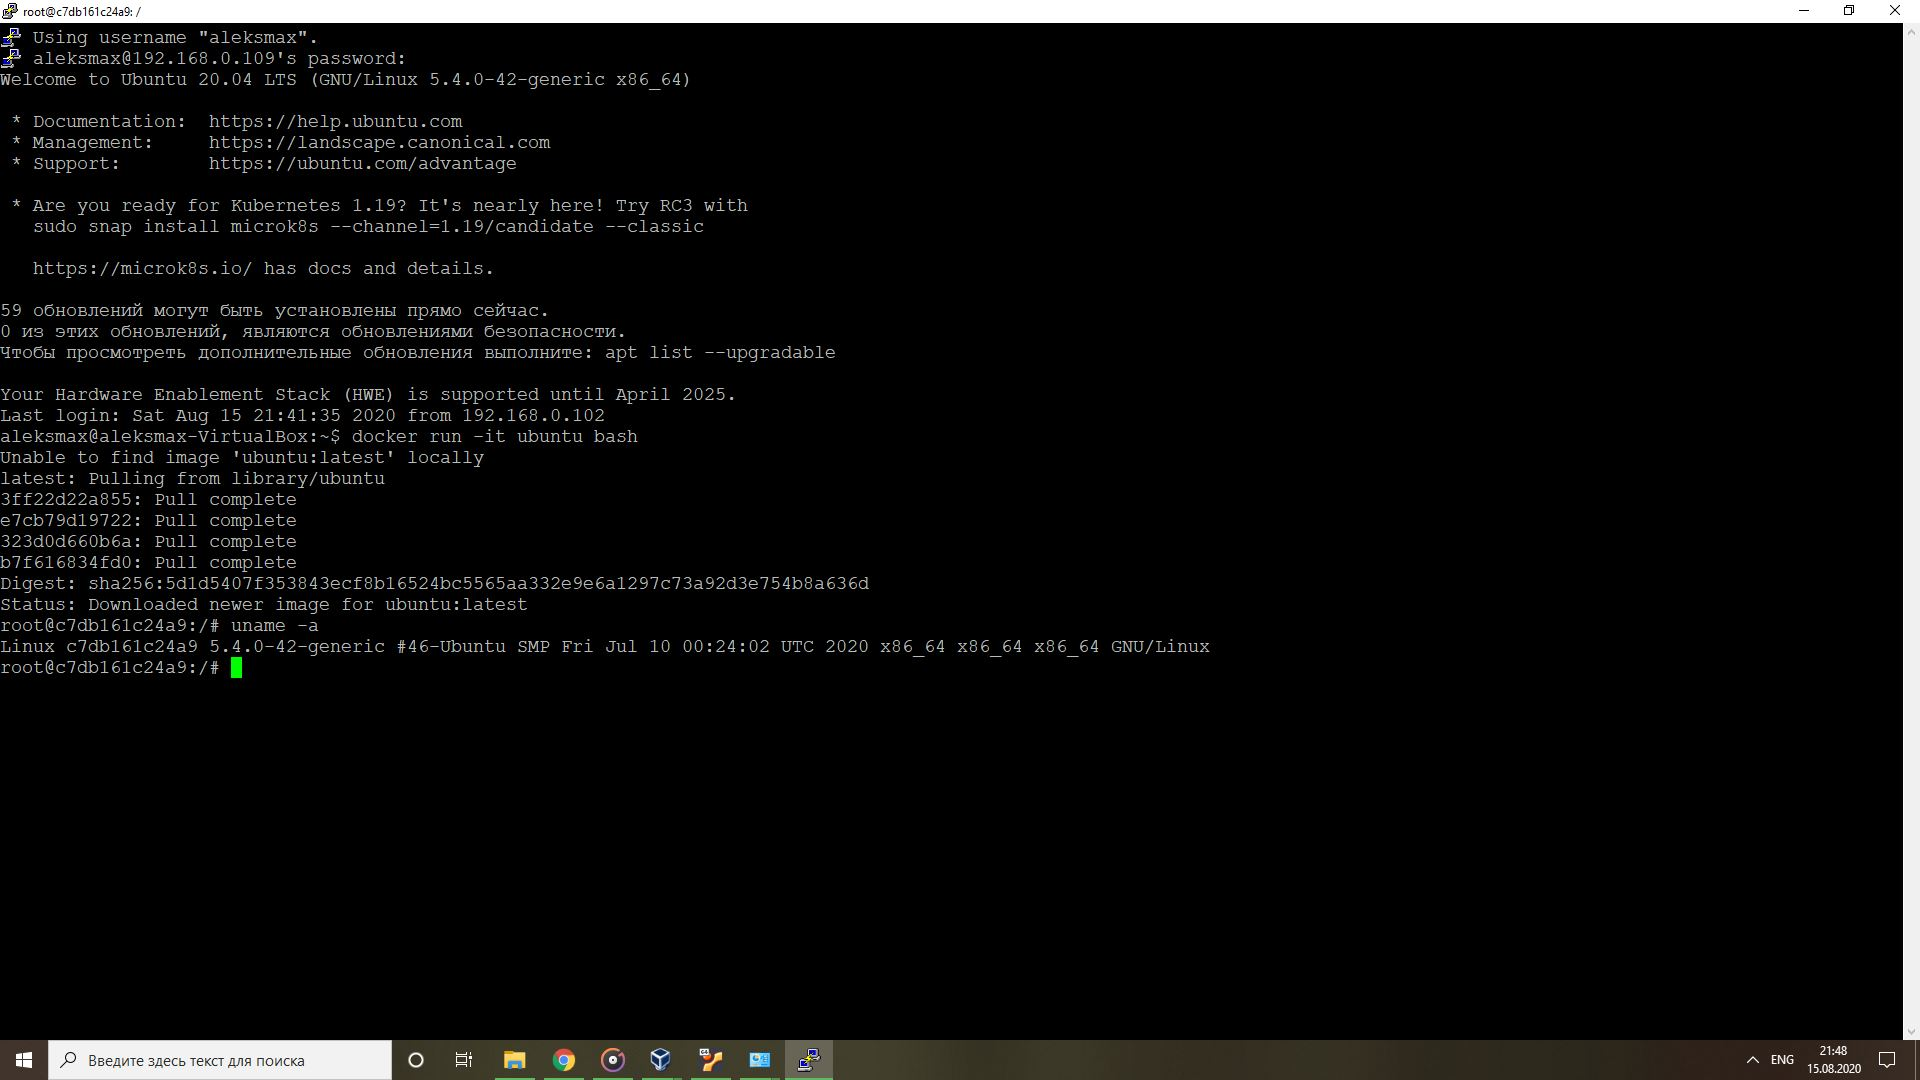 root@c7db161c24a9: /
Using username "aleksmax".
aleksmax@192.168.0.109's password:
Welcome to Ubuntu 20.04 LTS (GNU/Linux 5.4.0-42-generic x86_64)
* Documentation:  https://help.ubuntu.com
* Management:     https://landscape.canonical.com
* Support:        https://ubuntu.com/advantage
* Are you ready for Kubernetes 1.19? It's nearly here! Try RC3 with
sudo snap install microk8s --channel=1.19/candidate --classic
https://microk8s.io/ has docs and details.
59 обновлений могут быть установлены прямо сейчас.
0 из этих обновлений, являются обновлениями безопасности.
Чтобы просмотреть дополнительные обновления выполните: apt list --upgradable
Your Hardware Enablement Stack (HWE) is supported until April 2025.
Last login: Sat Aug 15 21:41:35 2020 from 192.168.0.102
aleksmax@aleksmax-VirtualBox:~$ docker run -it ubuntu bash
Unable to find image 'ubuntu:latest' locally
latest: Pulling from library/ubuntu
3ff22d22a855: Pull complete
e7cb79d19722: Pull complete
323d0d660b6a: Pull complete
b7f616834fd0: Pull complete
Digest: sha256:5d1d5407f353843ecf8b16524bc5565aa332e9e6a1297c73a92d3e754b8a636d
Status: Downloaded newer image for ubuntu:latest
root@c7db161c24a9:/# uname -a
Linux c7db161c24a9 5.4.0-42-generic #46-Ubuntu SMP Fri Jul 10 00:24:02 UTC 2020 x86_64 x86_64 x86_64 GNU/Linux
root@c7db161c24a9:/#
Введите здесь текст для поиска
ENG
21:48
15.08.2020